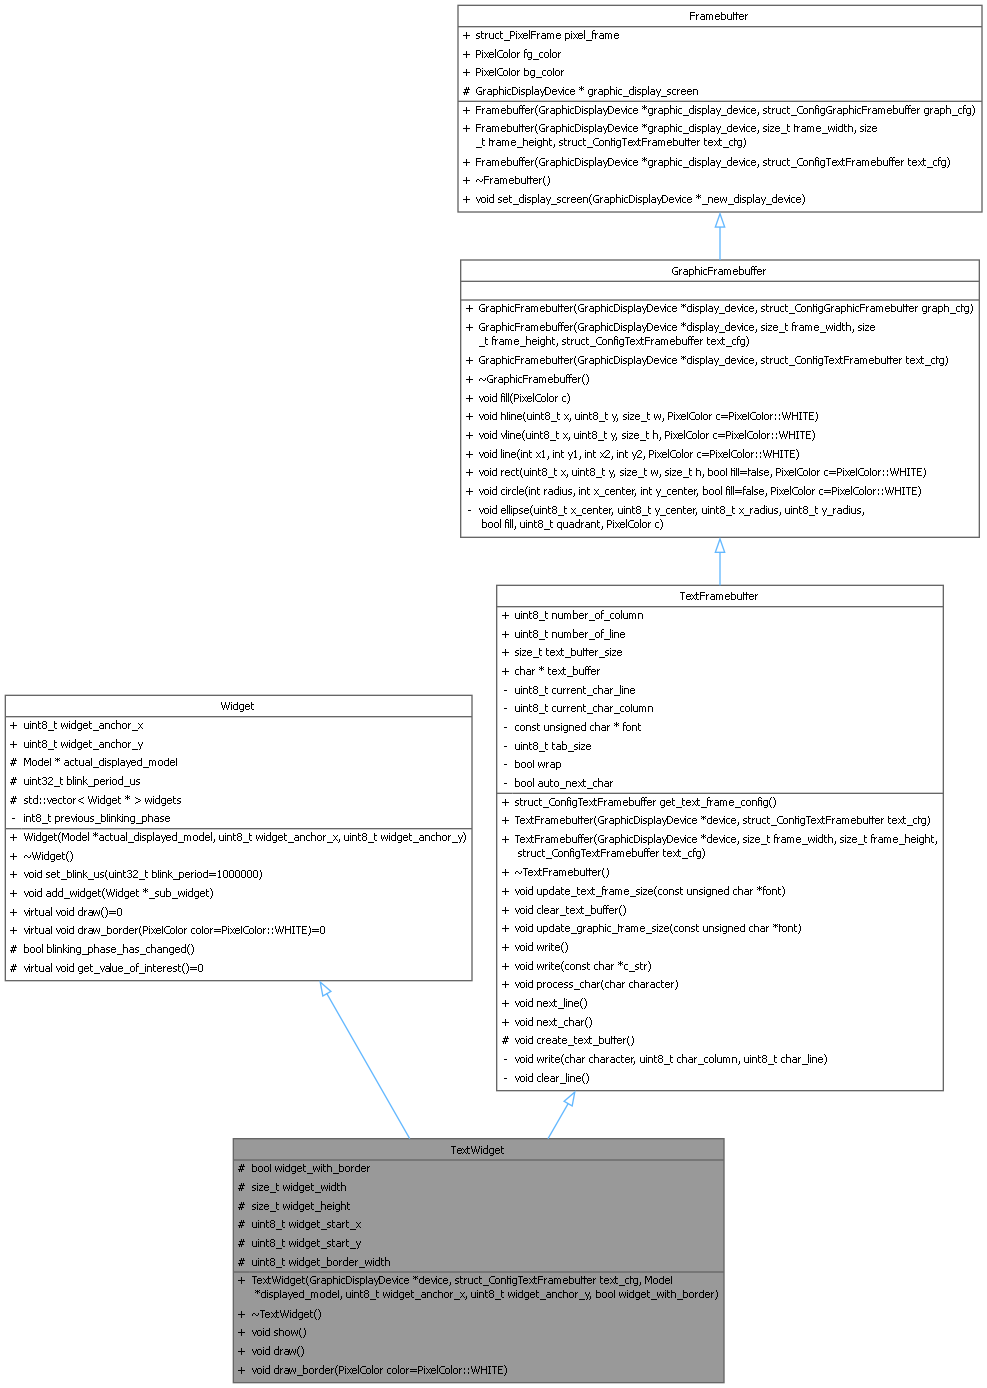 Framebuffer
+ struct_PixelFrame pixel_frame
+ PixelColor fg_color
+ PixelColor bg_color
# GraphicDisplayDevice * graphic_display_screen
+ Framebuffer(GraphicDisplayDevice *graphic_display_device, struct_ConfigGraphicFramebuffer graph_cfg)
+ Framebuffer(GraphicDisplayDevice *graphic_display_device, size_t frame_width, size
_t frame_height, struct_ConfigTextFramebuffer text_cfg)
+ Framebuffer(GraphicDisplayDevice *graphic_display_device, struct_ConfigTextFramebuffer text_cfg)
+ ~Framebuffer()
+ void set_display_screen(GraphicDisplayDevice *_new_display_device)
GraphicFramebuffer
+ GraphicFramebuffer(GraphicDisplayDevice *display_device, struct_ConfigGraphicFramebuffer graph_cfg)
+ GraphicFramebuffer(GraphicDisplayDevice *display_device, size_t frame_width, size
_t frame_height, struct_ConfigTextFramebuffer text_cfg)
+ GraphicFramebuffer(GraphicDisplayDevice *display_device, struct_ConfigTextFramebuffer text_cfg)
+ ~GraphicFramebuffer()
+ void fill(PixelColor c)
+ void hline(uint8_t x, uint8_t y, size_t w, PixelColor c=PixelColor::WHITE)
+ void vline(uint8_t x, uint8_t y, size_t h, PixelColor c=PixelColor::WHITE)
+ void line(int x1, int y1, int x2, int y2, PixelColor c=PixelColor::WHITE)
+ void rect(uint8_t x, uint8_t y, size_t w, size_t h, bool fill=false, PixelColor c=PixelColor::WHITE)
+ void circle(int radius, int x_center, int y_center, bool fill=false, PixelColor c=PixelColor::WHITE)
- void ellipse(uint8_t x_center, uint8_t y_center, uint8_t x_radius, uint8_t y_radius,
bool fill, uint8_t quadrant, PixelColor c)
TextFramebuffer
+ uint8_t number_of_column
+ uint8_t number_of_line
+ size_t text_buffer_size
+ char * text_buffer
- uint8_t current_char_line
- uint8_t current_char_column
- const unsigned char * font
- uint8_t tab_size
- bool wrap
- bool auto_next_char
+ struct_ConfigTextFramebuffer get_text_frame_config()
+ TextFramebuffer(GraphicDisplayDevice *device, struct_ConfigTextFramebuffer text_cfg)
+ TextFramebuffer(GraphicDisplayDevice *device, size_t frame_width, size_t frame_height,
struct_ConfigTextFramebuffer text_cfg)
+ ~TextFramebuffer()
+ void update_text_frame_size(const unsigned char *font)
+ void clear_text_buffer()
+ void update_graphic_frame_size(const unsigned char *font)
+ void write()
+ void write(const char *c_str)
+ void process_char(char character)
+ void next_line()
+ void next_char()
# void create_text_buffer()
- void write(char character, uint8_t char_column, uint8_t char_line)
- void clear_line()
Widget
+ uint8_t widget_anchor_x
+ uint8_t widget_anchor_y
# Model * actual_displayed_model
# uint32_t blink_period_us
# std::vector< Widget * > widgets
- int8_t previous_blinking_phase
+ Widget(Model *actual_displayed_model, uint8_t widget_anchor_x, uint8_t widget_anchor_y)
+ ~Widget()
+ void set_blink_us(uint32_t blink_period=1000000)
+ void add_widget(Widget *_sub_widget)
+ virtual void draw()=0
+ virtual void draw_border(PixelColor color=PixelColor::WHITE)=0
# bool blinking_phase_has_changed()
# virtual void get_value_of_interest()=0
TextWidget
# bool widget_with_border
# size_t widget_width
# size_t widget_height
# uint8_t widget_start_x
# uint8_t widget_start_y
# uint8_t widget_border_width
+ TextWidget(GraphicDisplayDevice *device, struct_ConfigTextFramebuffer text_cfg, Model
*displayed_model, uint8_t widget_anchor_x, uint8_t widget_anchor_y, bool widget_with_border)
+ ~TextWidget()
+ void show()
+ void draw()
+ void draw_border(PixelColor color=PixelColor::WHITE)